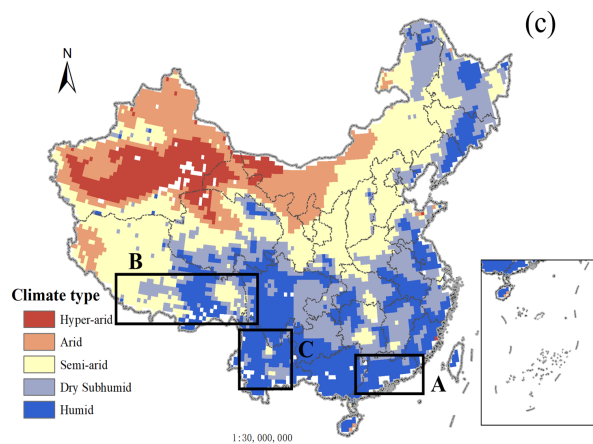 (c)
N
B
Climate type
Hyper-arid
Arid
Semi-arid
Dry Subhumid
Humid
C
A
1:30, 000, 000